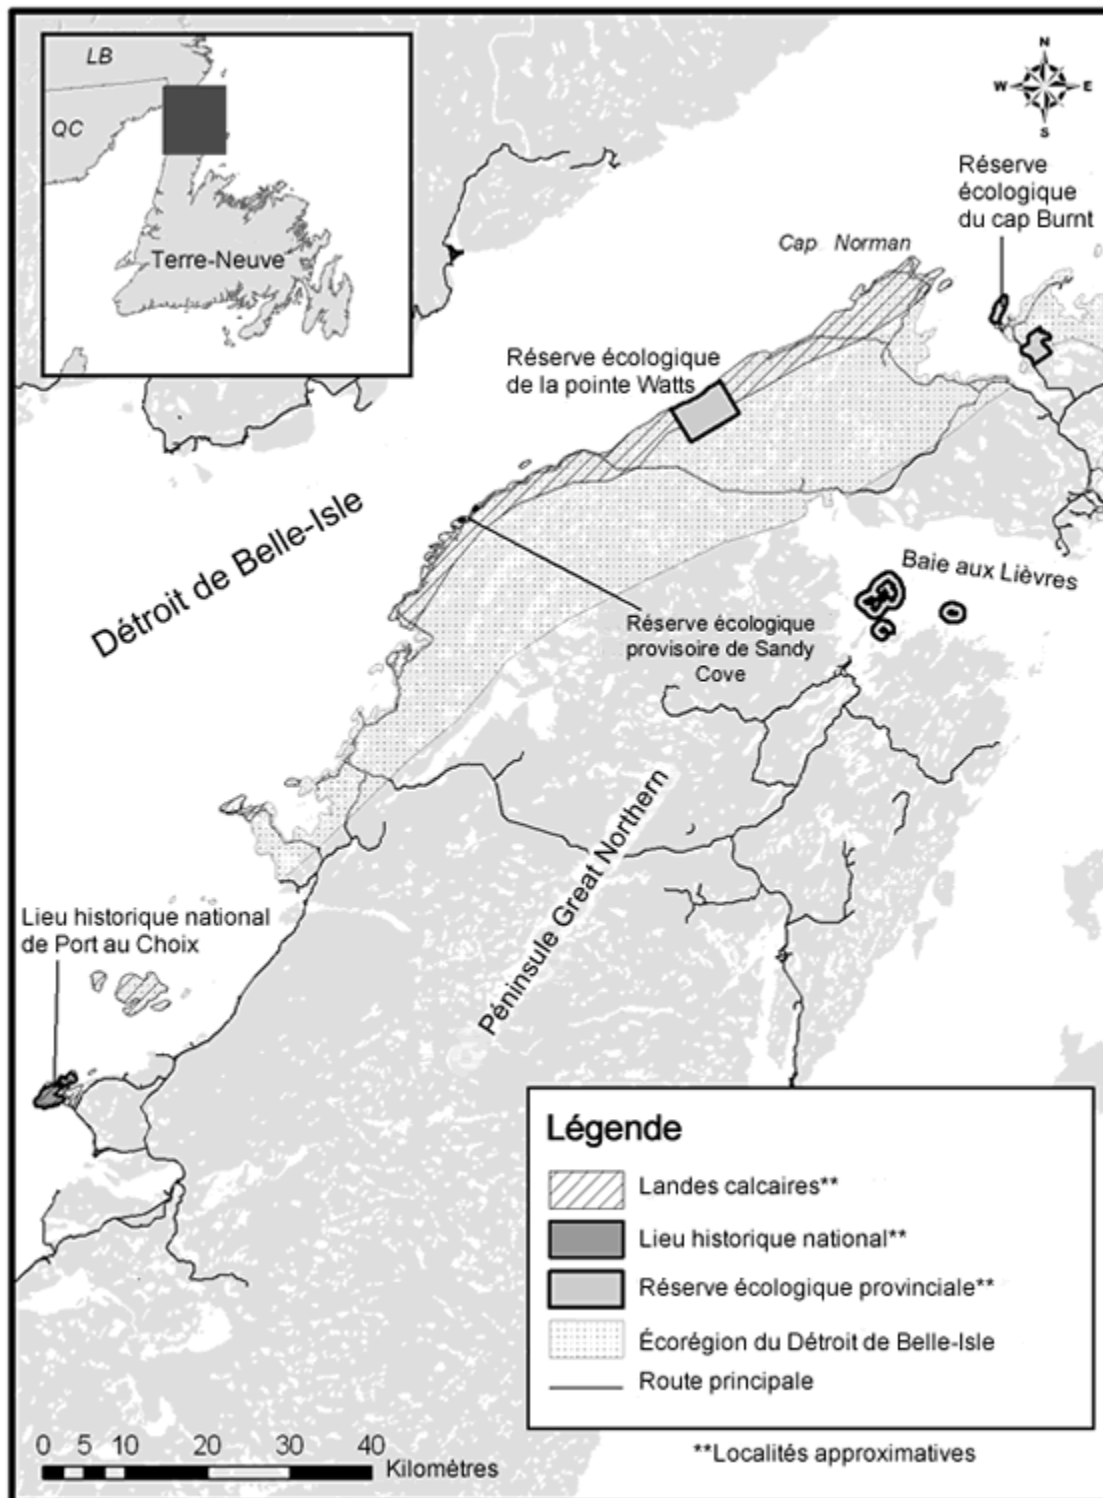 LB
QC
Terre-Neuve
N
W E
S
Réserve
écologique
du cap Burnt
Cap Norman
Réserve écologique
de la pointe Watts
Détroit de Belle-Isle
Baie aux Lièvres
Réserve écologique
provisoire de Sandy
Cove
Péninsule Great Northern
Lieu historique national
de Port au Choix
Légende
Landes calcaires**
Lieu historique national**
Réserve écologique provinciale**
Écorégion du Détroit de Belle-Isle
Route principale
0 5 10 20 30 40
Kilomètres
**Localités approximatives